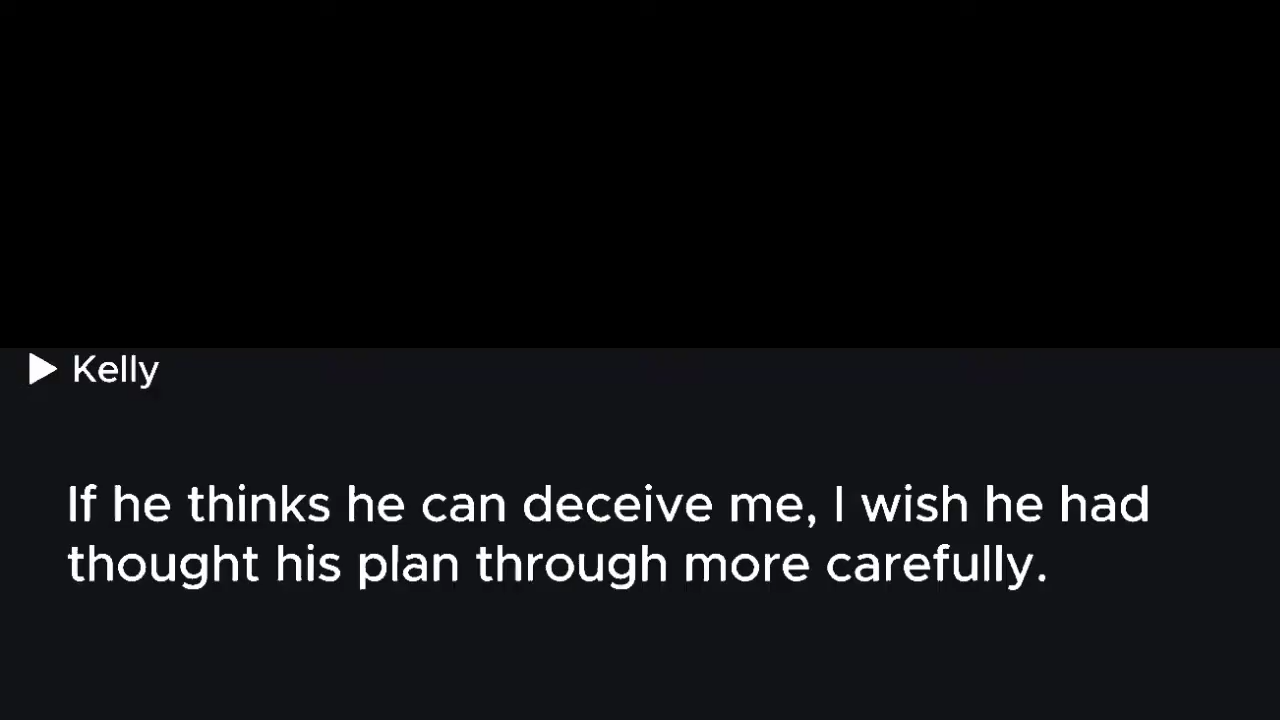 Kelly
If he thinks he can deceive me, I wish he had
thought his plan through more carefully.